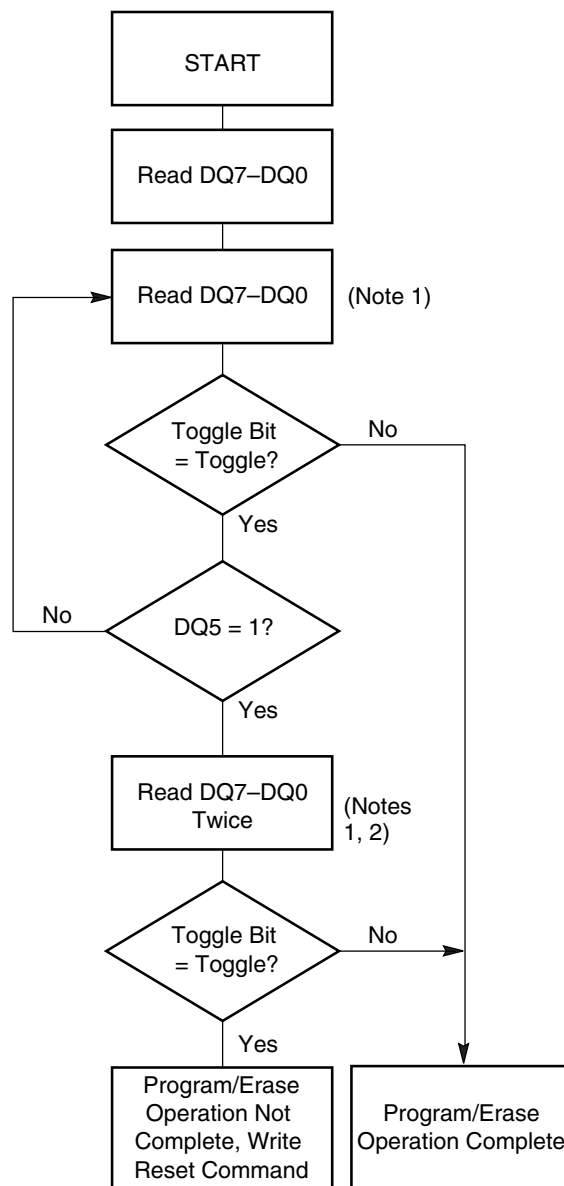 START
Read DQ7–DQ0
Read DQ7–DQ0
(Note 1)
Toggle Bit
= Toggle?
No
Yes
DQ5 = 1?
No
Yes
Read DQ7–DQ0
Twice
(Notes
1, 2)
Toggle Bit
= Toggle?
No
Yes
Program/Erase
Operation Not
Complete, Write
Reset Command
Program/Erase
Operation Complete